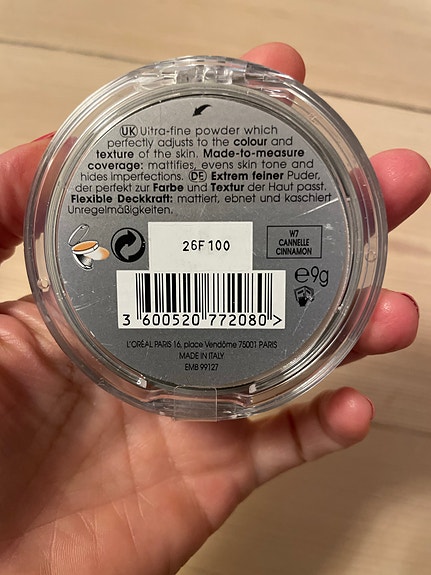 UK Ultra-fine powder which
perfectly adjusts to the colour and
texture of the skin. Made-to-measure
coverage: mattifies, evens skin tone and
hides imperfections. DE Extrem feiner Puder,
der perfekt zur Farbe und Textur der Haut passt.
Flexible Deckkraft: mattiert, ebnet und kaschiert
Unregelmäßigkeiten.
26F100
W7
CANNELLE
CINNAMON
e9g
3 600520 772080 >
L'ORÉAL PARIS 16, place Vendôme 75001 PARIS
MADE IN ITALY
EMB 99127